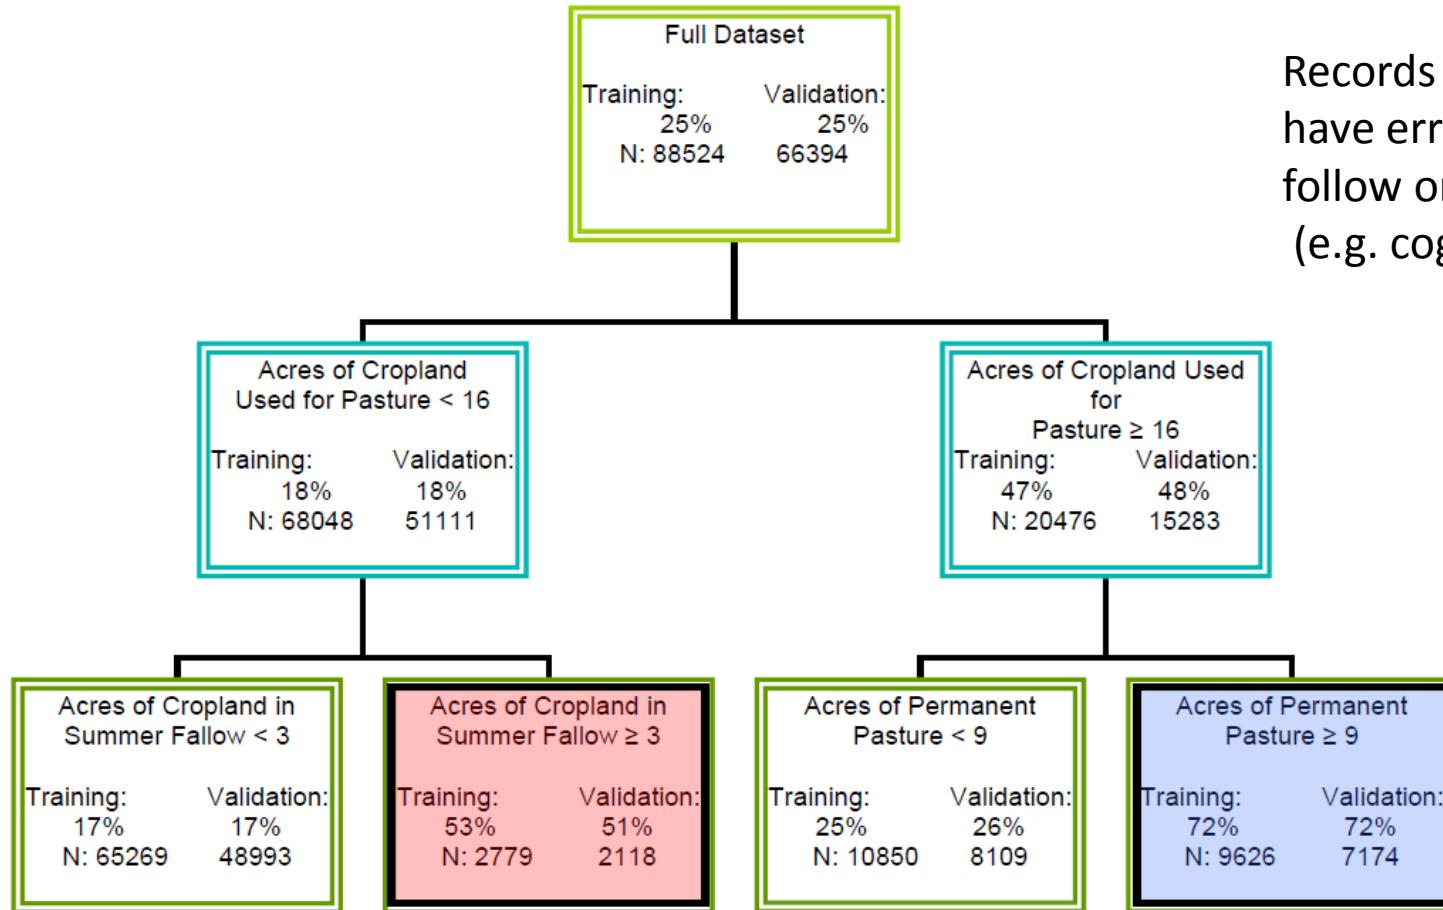 Full Dataset
Training: Validation:
25% 25%
N: 88524 66394
Records
have err
follow or
(e.g. cog
Acres of Cropland
Used for Pasture < 16
Training: Validation:
18% 18%
N: 68048 51111
Acres of Cropland Used
for
Pasture ≥ 16
Training: Validation:
47% 48%
N: 20476 15283
Acres of Cropland in
Summer Fallow < 3
Training: Validation:
17% 17%
N: 65269 48993
Acres of Cropland in
Summer Fallow ≥ 3
Training: Validation:
53% 51%
N: 2779 2118
Acres of Permanent
Pasture < 9
Training: Validation:
25% 26%
N: 10850 8109
Acres of Permanent
Pasture ≥ 9
Training: Validation:
72% 72%
N: 9626 7174